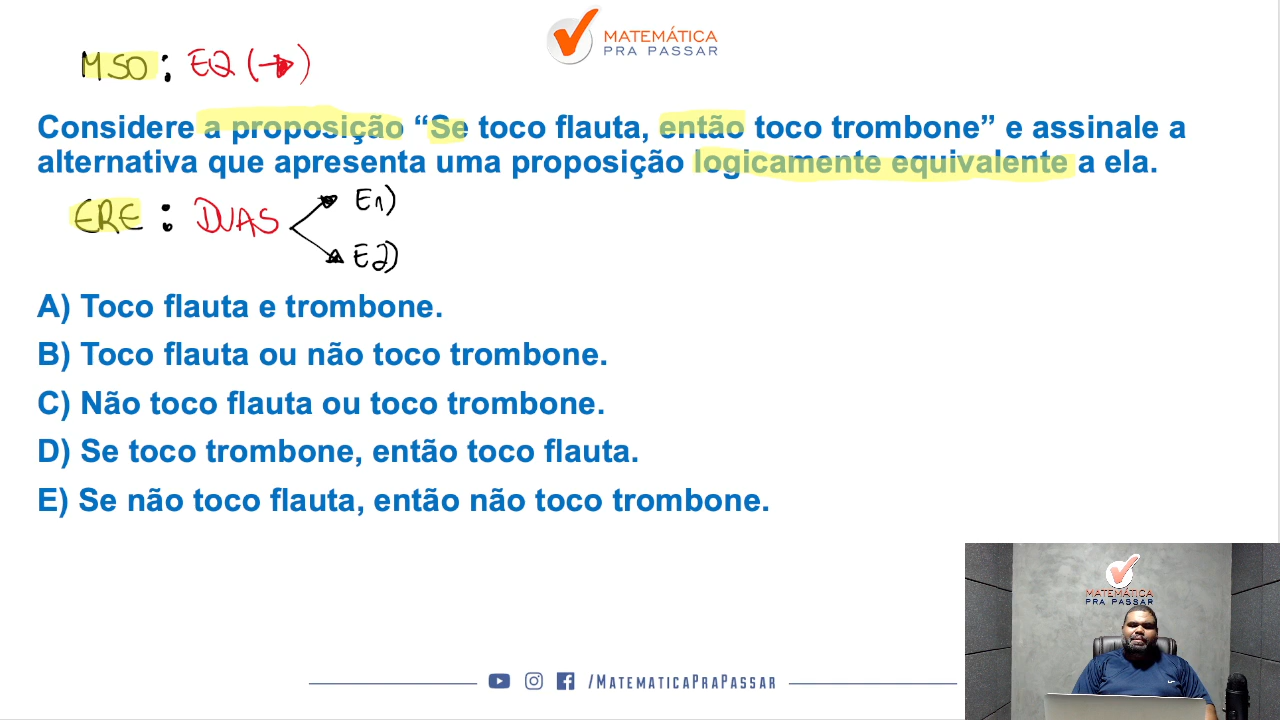 MATEMÁTICA
PRA PASSAR
MSO : EQ (→)
Considere a proposição “Se toco flauta, então toco trombone” e assinale a
alternativa que apresenta uma proposição logicamente equivalente a ela.
ERE : DUAS
E1)
E2)
A) Toco flauta e trombone.
B) Toco flauta ou não toco trombone.
C) Não toco flauta ou toco trombone.
D) Se toco trombone, então toco flauta.
E) Se não toco flauta, então não toco trombone.
MATEMÁTICA
PRA PASSAR
/MATEMATICAPRAPASSAR